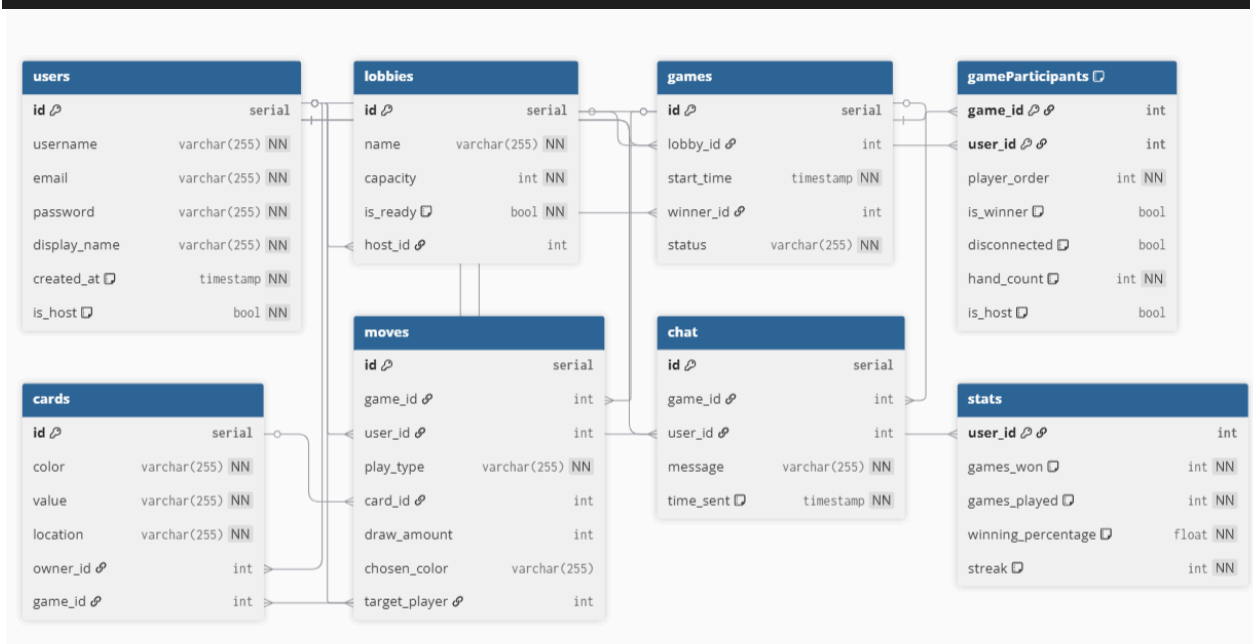 users
id serial
username varchar(255) NN
email varchar(255) NN
password varchar(255) NN
display_name varchar(255) NN
created_at timestamp NN
is_host bool NN
lobbies
id serial
name varchar(255) NN
capacity int NN
is_ready bool NN
host_id int
games
id serial
lobby_id int
start_time timestamp NN
winner_id int
status varchar(255) NN
gameParticipants
game_id int
user_id int
player_order int NN
is_winner bool
disconnected bool
hand_count int NN
is_host bool
cards
id serial
color varchar(255) NN
value varchar(255) NN
location varchar(255) NN
owner_id int
game_id int
moves
id serial
game_id int
user_id int
play_type varchar(255) NN
card_id int
draw_amount int
chosen_color varchar(255)
target_player int
chat
id serial
game_id int
user_id int
message varchar(255) NN
time_sent timestamp NN
stats
user_id int
games_won int NN
games_played int NN
winning_percentage float NN
streak int NN